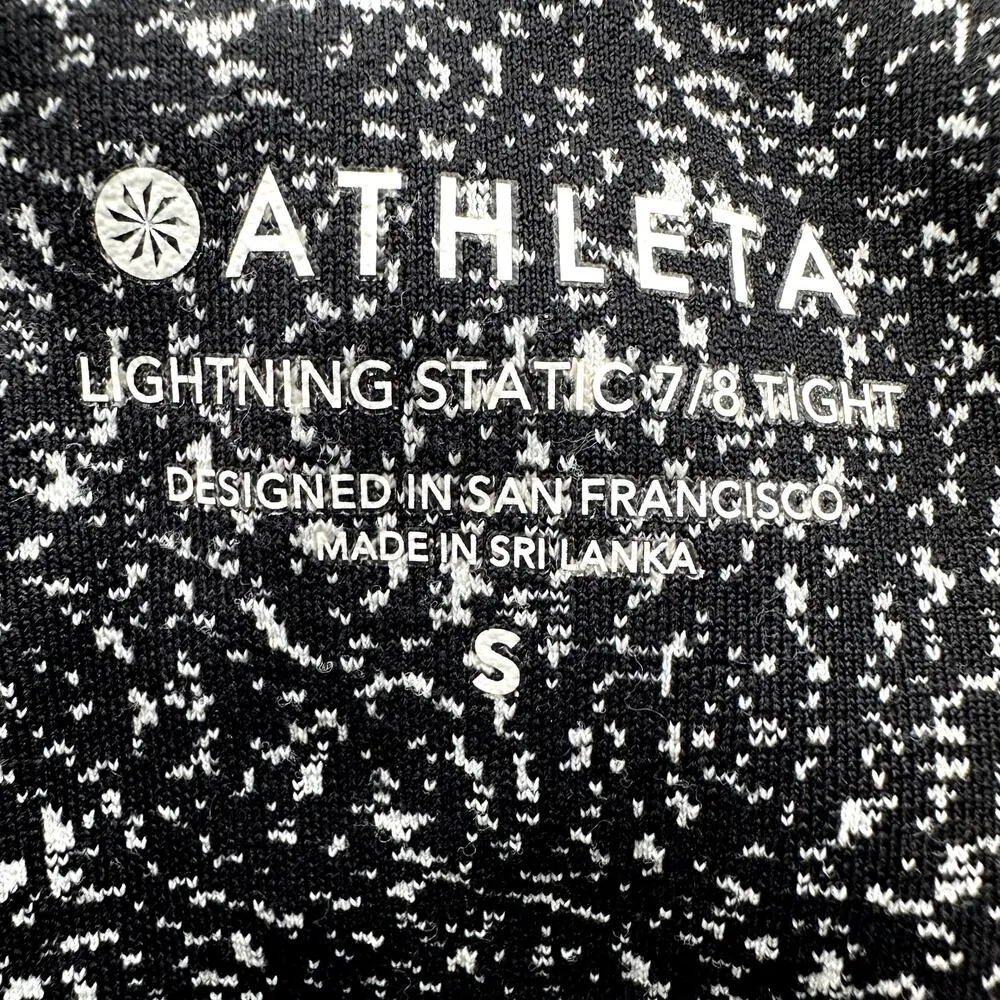 ATHLETA
LIGHTNING STATIC 7/8 TIGHT
DESIGNED IN SAN FRANCISCO
MADE IN SRI LANKA
S